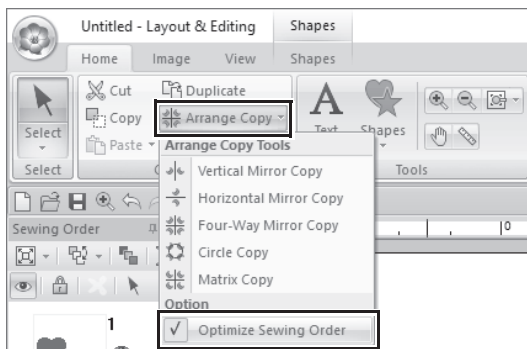 Untitled - Layout & Editing
Shapes
Home
Image
View
Shapes
Select
Select
Cut
Copy
Paste
Duplicate
Arrange Copy
Text
Shapes
Tools
Arrange Copy Tools
Vertical Mirror Copy
Horizontal Mirror Copy
Four-Way Mirror Copy
Circle Copy
Matrix Copy
Option
Optimize Sewing Order
Sewing Order
0
1